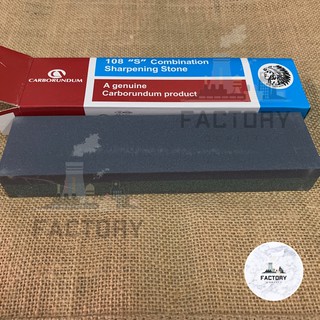 108 "S" Combination
Sharpening Stone
CARBORUNDUM
A genuine
Carborundum product
FACTORY
FACTORY
FACTORY